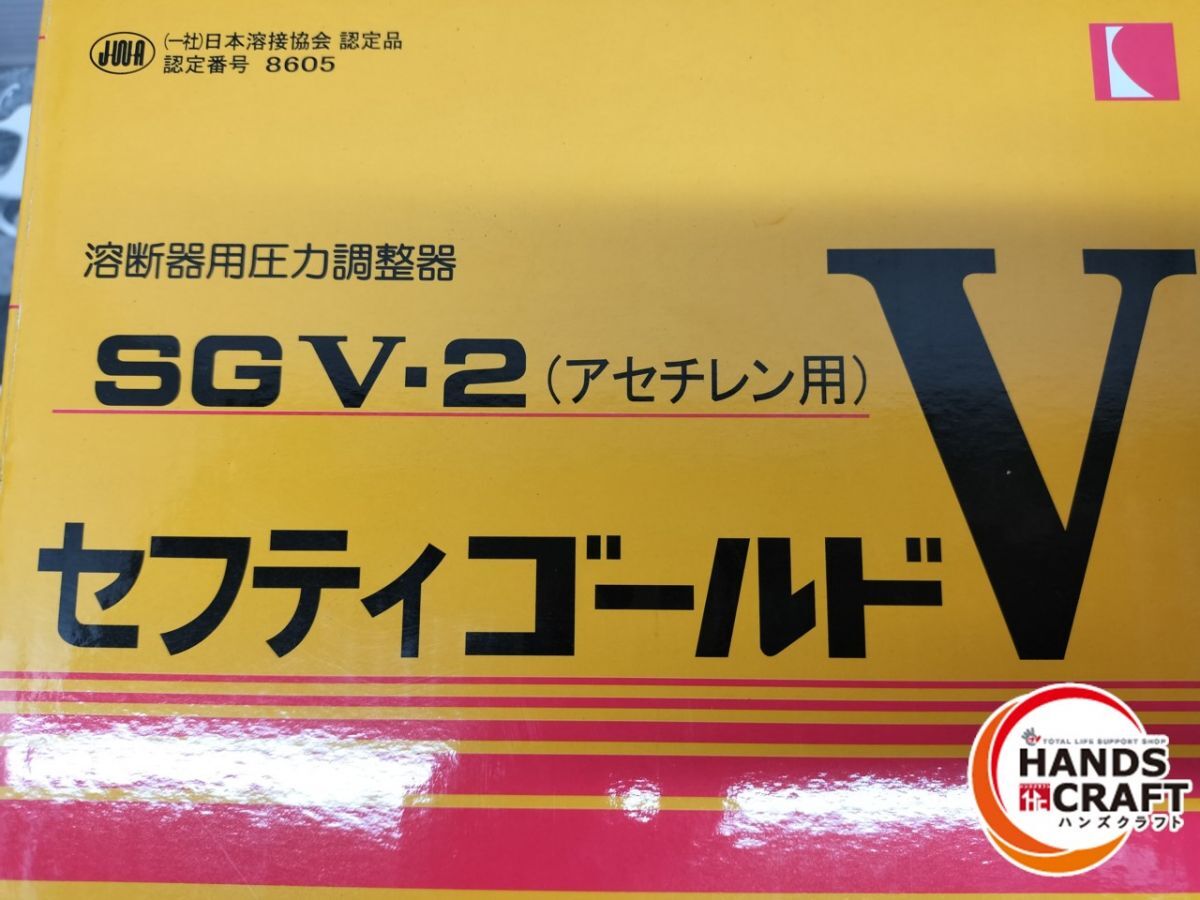 JWA (一社)日本溶接協会 認定品
認定番号 8605
溶断器用圧力調整器
SGV・2(アセチレン用)
セフティゴールドV
TOTAL LIFE SUPPORT SHOP
HANDS
CRAFT
ハンズクラフト